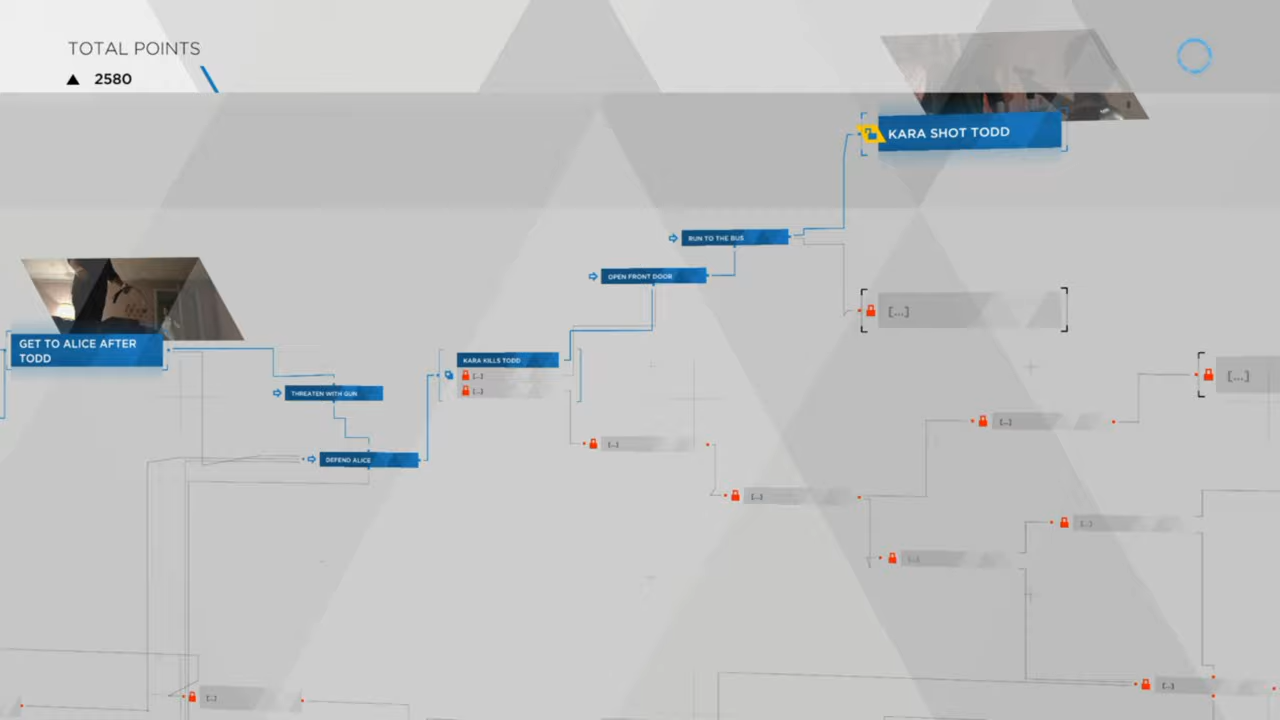 TOTAL POINTS
2580
KARA SHOT TODD
RUN TO THE BUS
OPEN FRONT DOOR
[...]
GET TO ALICE AFTER
TODD
KARA KILLS TODD
[...]
[...]
[...]
THREATEN WITH GUN
[...]
[...]
DEFEND ALICE
[...]
[...]
[...]
[...]
[...]